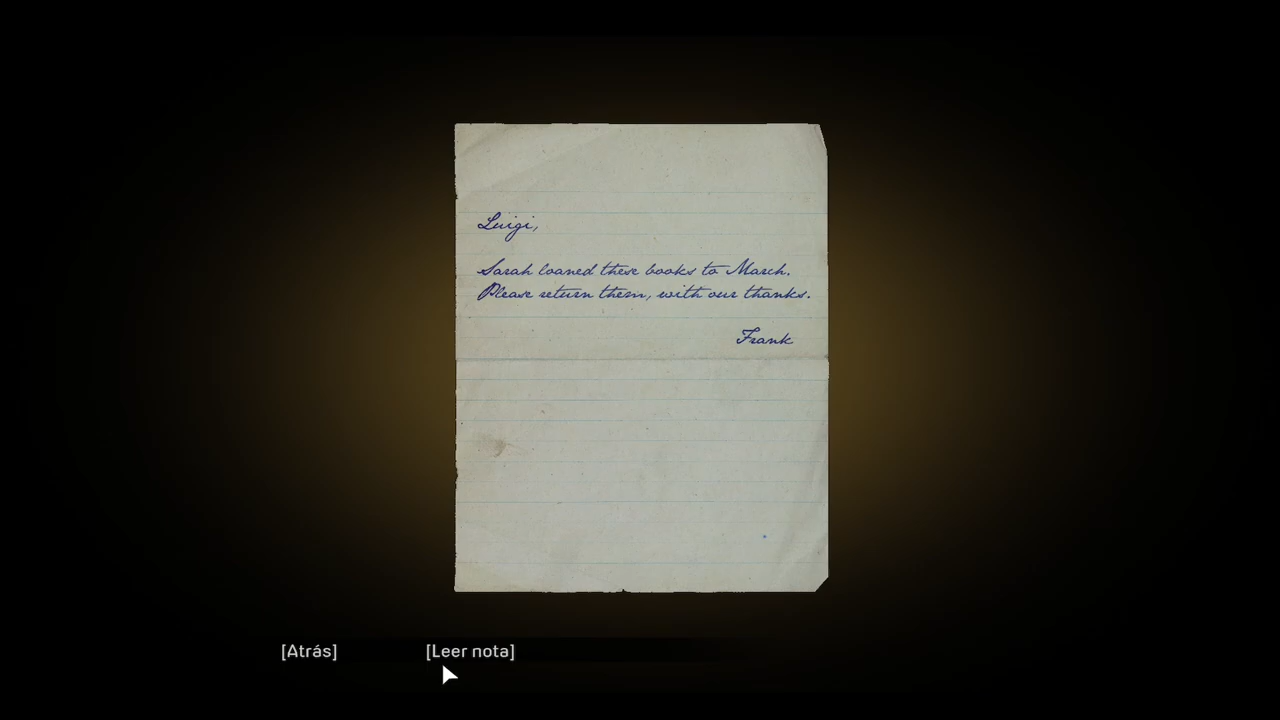 Luigi,
Sarah loaned these books to March.
Please return them, with our thanks.
Frank
[Atrás] [Leer nota]